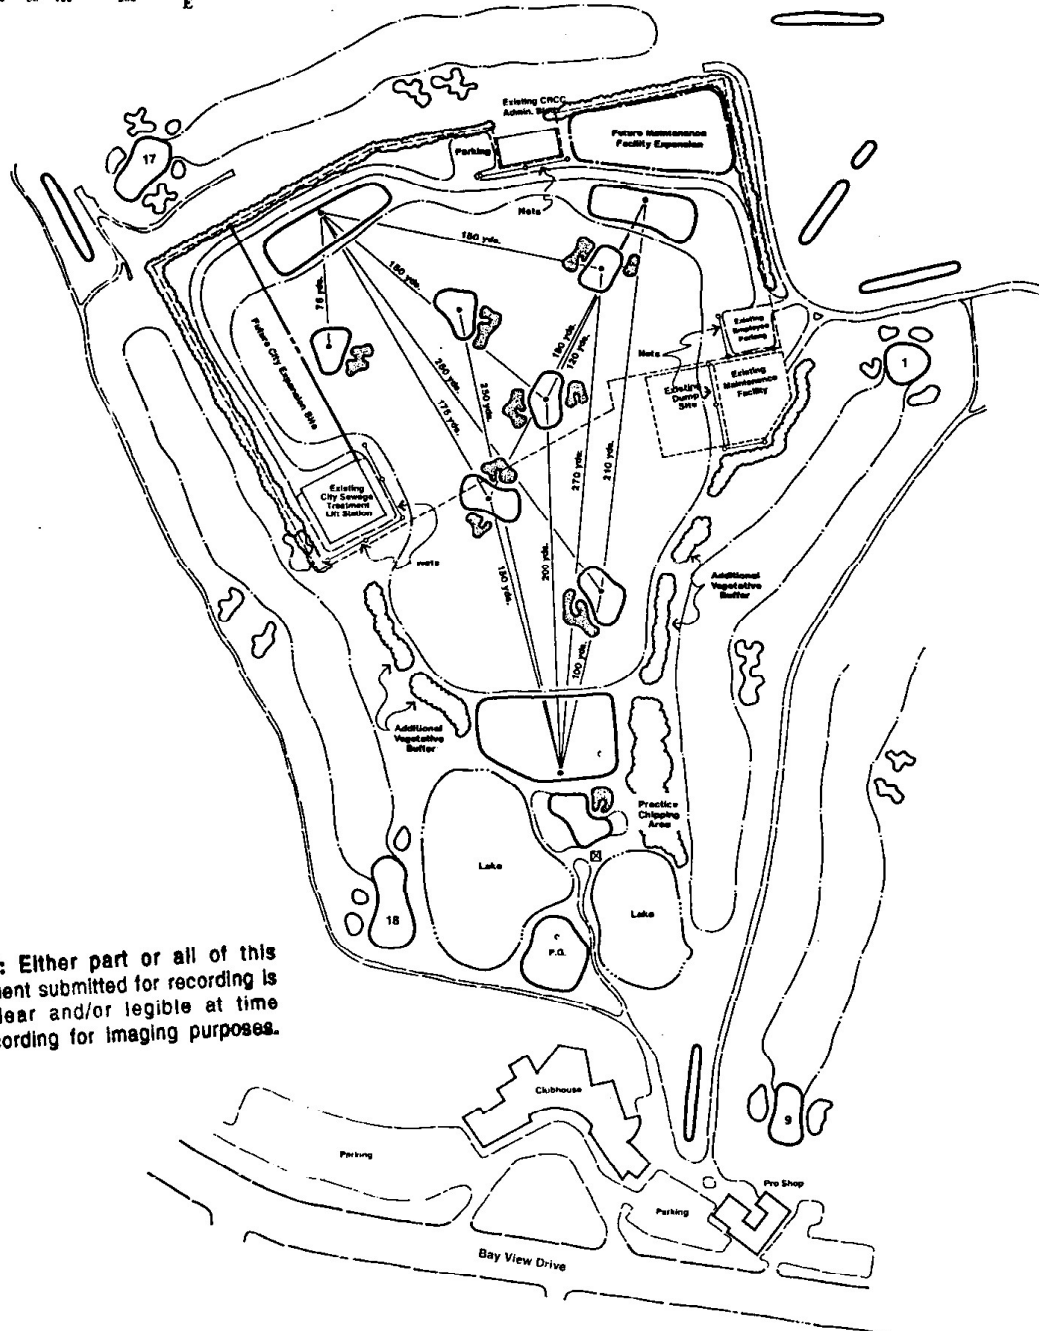 E
Existing CRCC
Admin. Bldg.
Future Maintenance
Facility Expansion
Parking
17
Nets
180 yds.
180 yds.
75 yds.
Future City Expansion Site
Existing
Employee
Parking
Nets
190 yds.
120 yds.
1
Existing
Maintenance
Facility
Existing
Dump
Site
250 yds.
175 yds.
230 yds.
270 yds.
210 yds.
Existing
City Sewage
Treatment
Lift Station
nets
150 yds.
200 yds.
Additional
Vegetative
Buffer
100 yds.
Additional
Vegetative
Buffer
Practice
Chipping
Area
Lake
Lake
18
P.G.
: Either part or all of this
ent submitted for recording is
lear and/or legible at time
cording for imaging purposes.
Clubhouse
9
Parking
Pro Shop
Parking
Bay View Drive